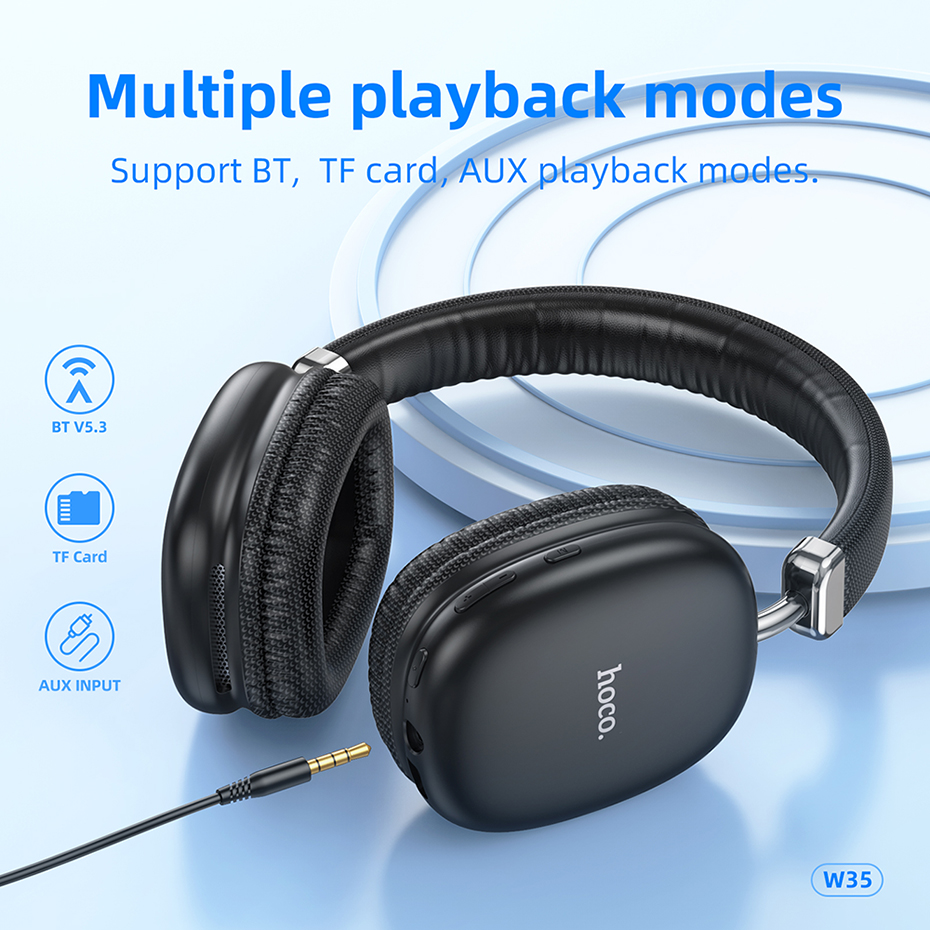 Multiple playback modes
Support BT, TF card, AUX playback modes.
BT V5.3
TF Card
AUX INPUT
hoco.
W35